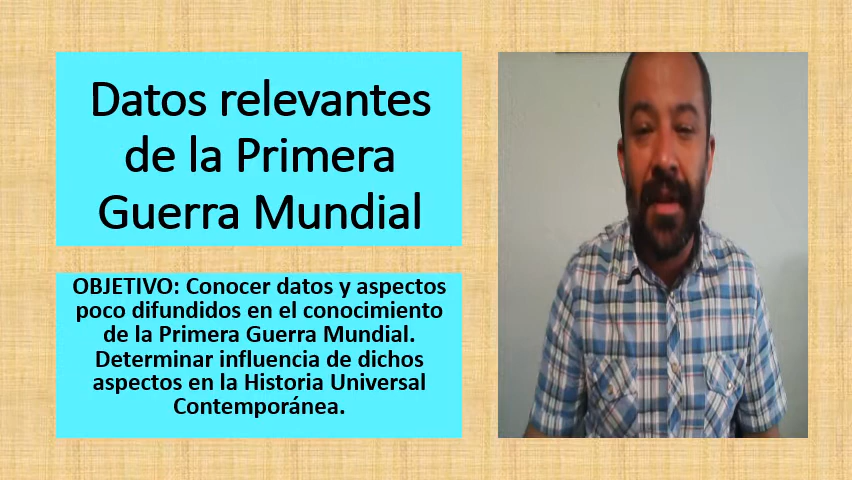 Datos relevantes
de la Primera
Guerra Mundial
OBJETIVO: Conocer datos y aspectos
poco difundidos en el conocimiento
de la Primera Guerra Mundial.
Determinar influencia de dichos
aspectos en la Historia Universal
Contemporánea.